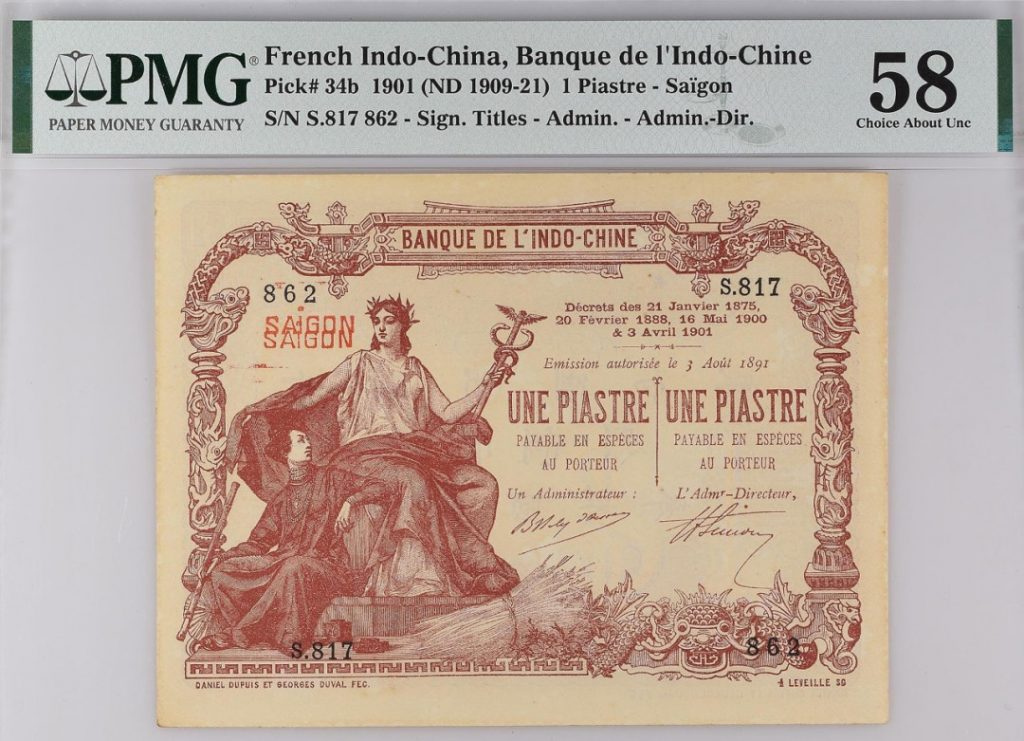 PMG®
PAPER MONEY GUARANTY
French Indo-China, Banque de l'Indo-Chine
Pick# 34b 1901 (ND 1909-21) 1 Piastre - Saïgon
S/N S.817 862 - Sign. Titles - Admin. - Admin.-Dir.
58
Choice About Unc
BANQUE DE L'INDO-CHINE
862
S.817
SAIGON
SAIGON
Décrets des 21 Janvier 1875,
20 Février 1888, 16 Mai 1900
& 3 Avril 1901
Emission autorisée le 3 Août 1891
UNE PIASTRE
PAYABLE EN ESPÈCES
AU PORTEUR
UNE PIASTRE
PAYABLE EN ESPÈCES
AU PORTEUR
Un Administrateur :
L'Admr-Directeur,
S.817
862
DANIEL DUPUIS ET GEORGES DUVAL FEC.
LEVEILLE SC